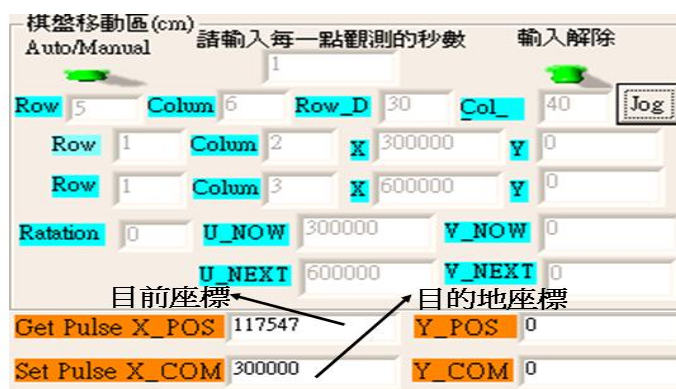 棋盤移動區(cm)
Auto/Manual 請輸入每一點觀測的秒數 輸入解除
1
Row 5 Colum 6 Row_D 30 Col_ 40 Jog
Row 1 Colum 2 X 300000 Y 0
Row 1 Colum 3 X 600000 Y 0
Ratation 0 U_NOW 300000 V_NOW 0
U_NEXT 600000 V_NEXT 0
目前座標 目的地座標
Get Pulse X_POS 117547 Y_POS 0
Set Pulse X_COM 300000 Y_COM 0